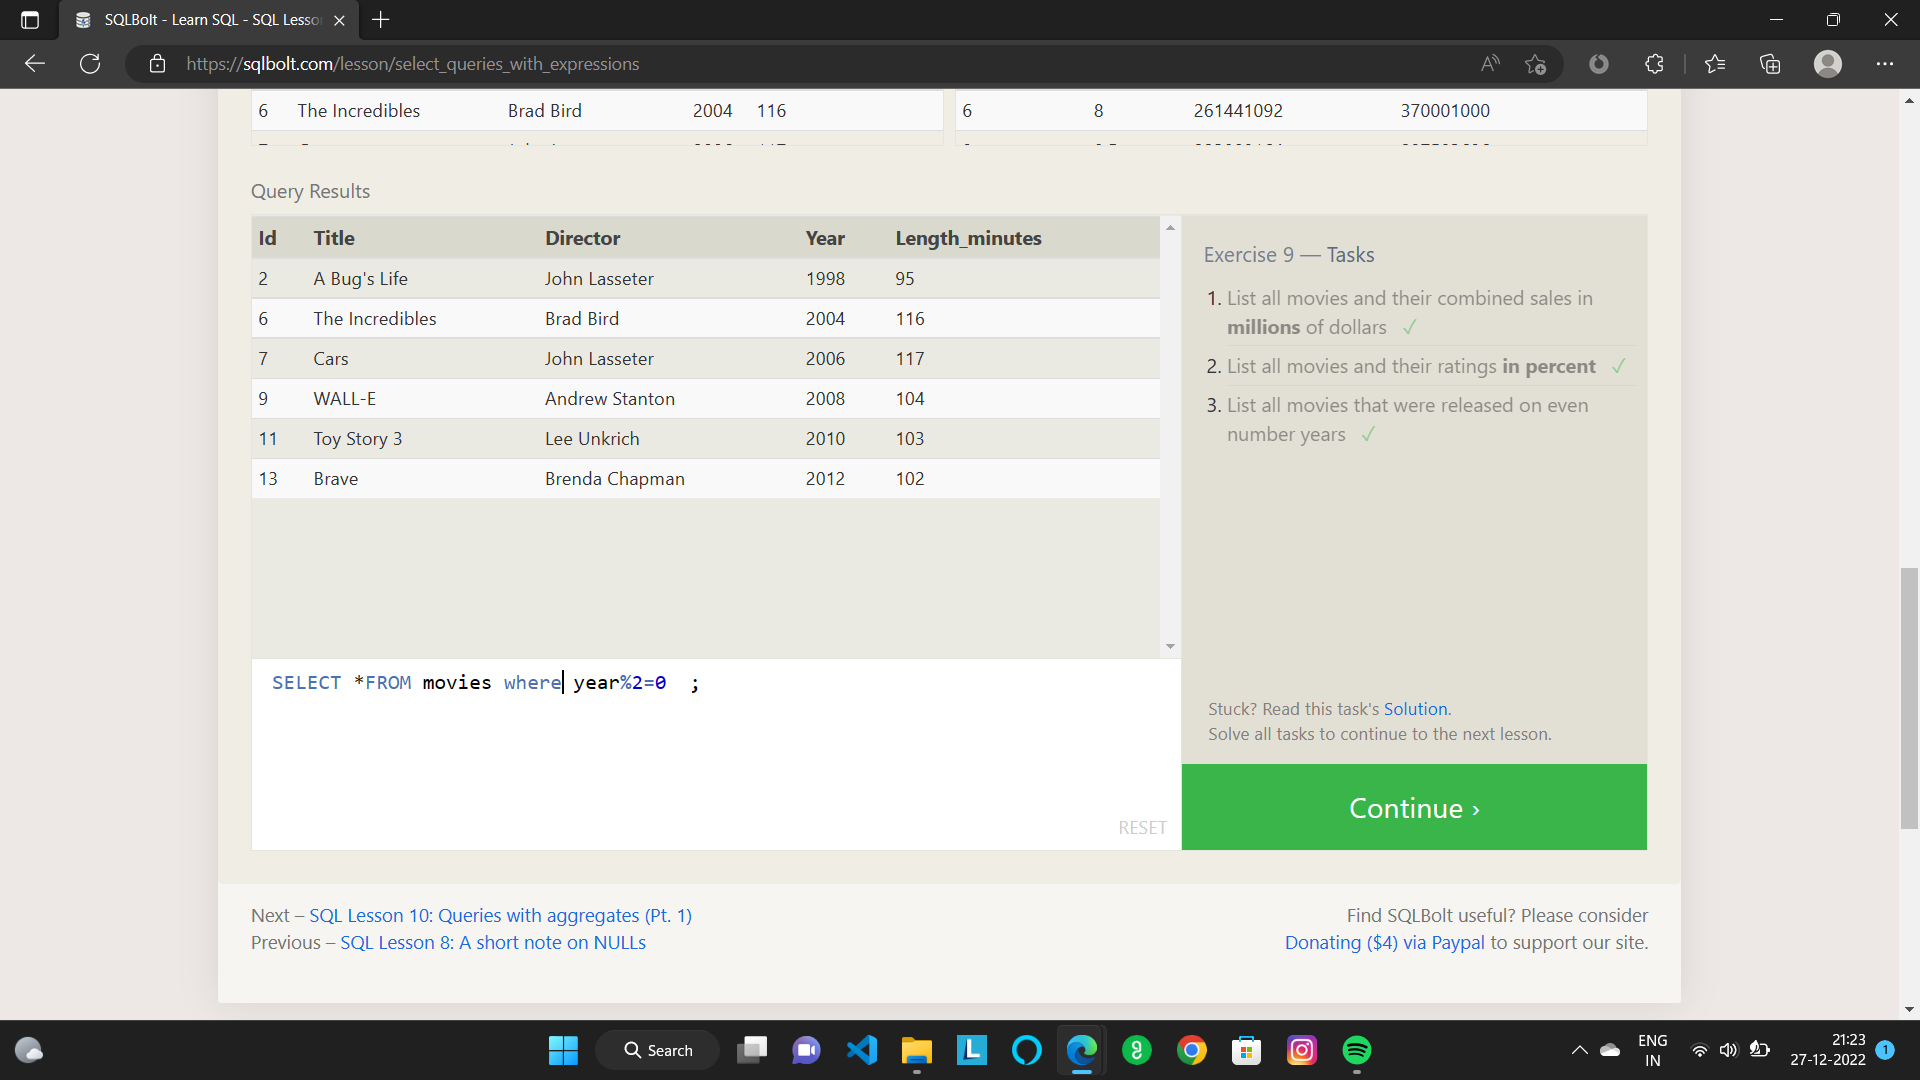 SQLBolt - Learn SQL - SQL Lesso
https://sqlbolt.com/lesson/select_queries_with_expressions
6 The Incredibles Brad Bird 2004 116 6 8 261441092 370001000
Query Results
Id Title Director Year Length_minutes
2 A Bug's Life John Lasseter 1998 95
6 The Incredibles Brad Bird 2004 116
7 Cars John Lasseter 2006 117
9 WALL-E Andrew Stanton 2008 104
11 Toy Story 3 Lee Unkrich 2010 103
13 Brave Brenda Chapman 2012 102
SELECT *FROM movies where year%2=0 ;
RESET
Exercise 9 — Tasks
1. List all movies and their combined sales in
millions of dollars ✓
2. List all movies and their ratings in percent ✓
3. List all movies that were released on even
number years ✓
Stuck? Read this task's Solution.
Solve all tasks to continue to the next lesson.
Continue ›
Next – SQL Lesson 10: Queries with aggregates (Pt. 1)
Previous – SQL Lesson 8: A short note on NULLs
Find SQLBolt useful? Please consider
Donating ($4) via Paypal to support our site.
Search
ENG
IN
21:23
27-12-2022
1